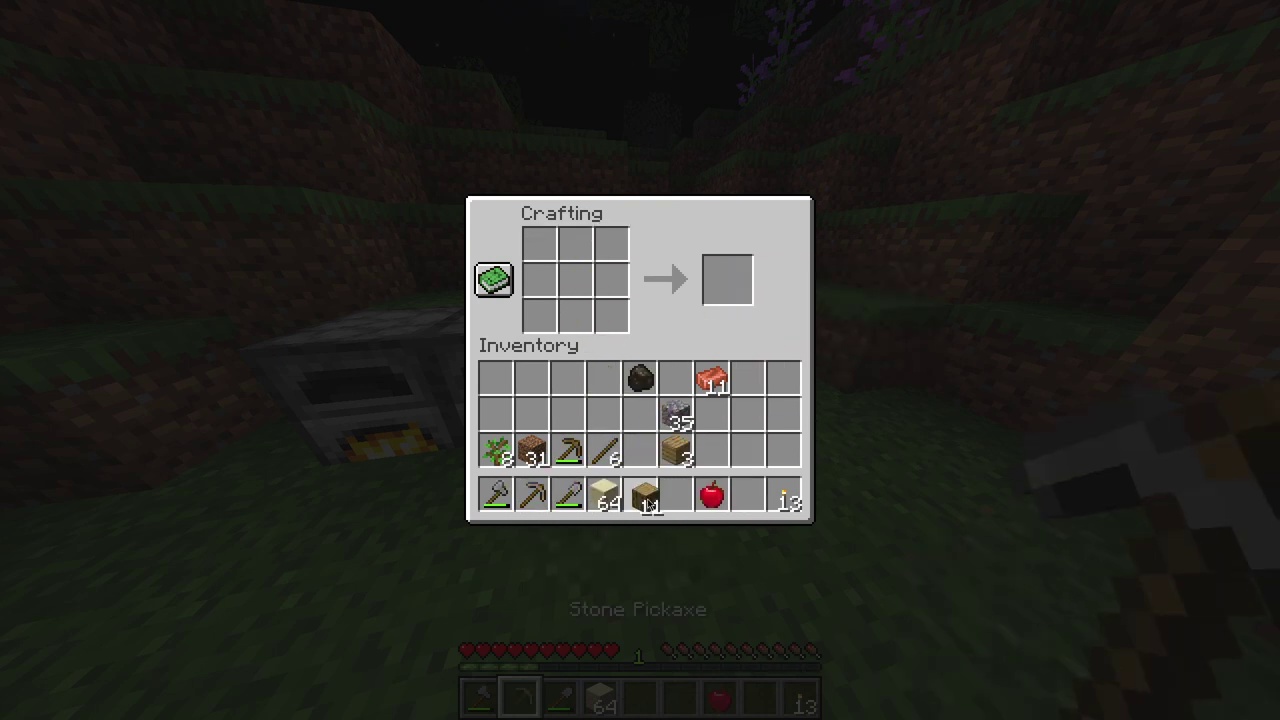 Crafting
Inventory
11
35
8 31 6 3
64 11 13
Stone Pickaxe
1
64 13